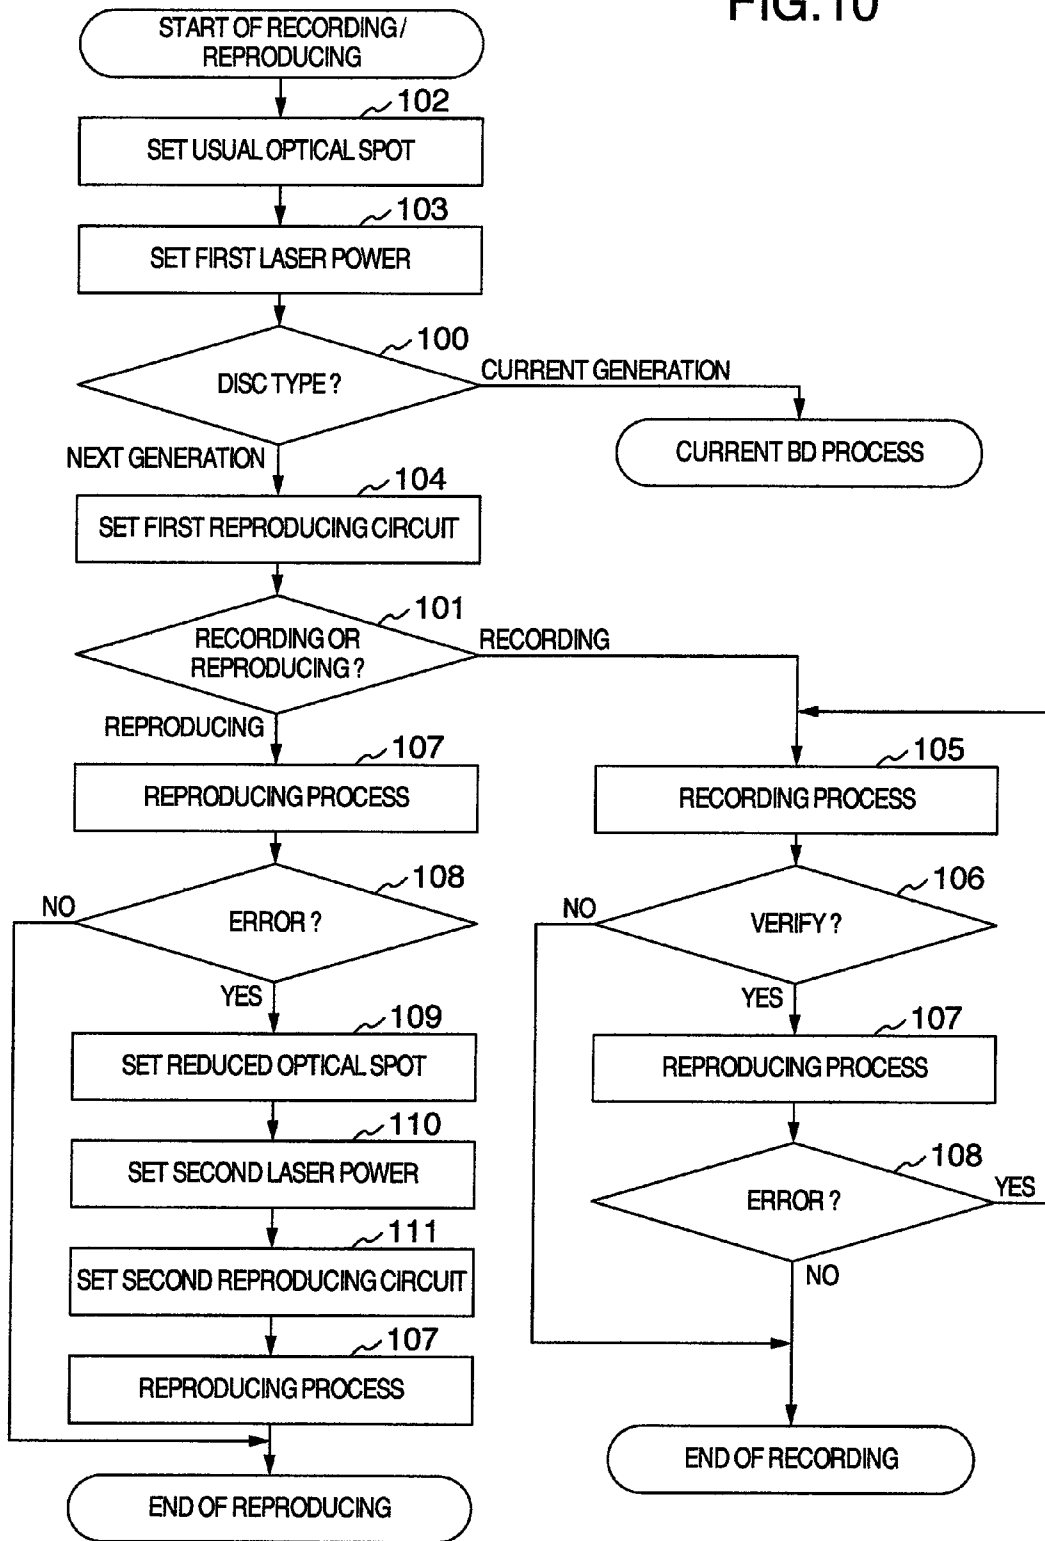 FIG.10
START OF RECORDING/
REPRODUCING
102
SET USUAL OPTICAL SPOT
103
SET FIRST LASER POWER
100
DISC TYPE ?
CURRENT GENERATION
CURRENT BD PROCESS
NEXT GENERATION
104
SET FIRST REPRODUCING CIRCUIT
101
RECORDING OR
REPRODUCING ?
RECORDING
REPRODUCING
107
REPRODUCING PROCESS
108
NO
ERROR ?
YES
109
SET REDUCED OPTICAL SPOT
110
SET SECOND LASER POWER
111
SET SECOND REPRODUCING CIRCUIT
107
REPRODUCING PROCESS
END OF REPRODUCING
105
RECORDING PROCESS
106
NO
VERIFY ?
YES
107
REPRODUCING PROCESS
108
ERROR ?
YES
NO
END OF RECORDING